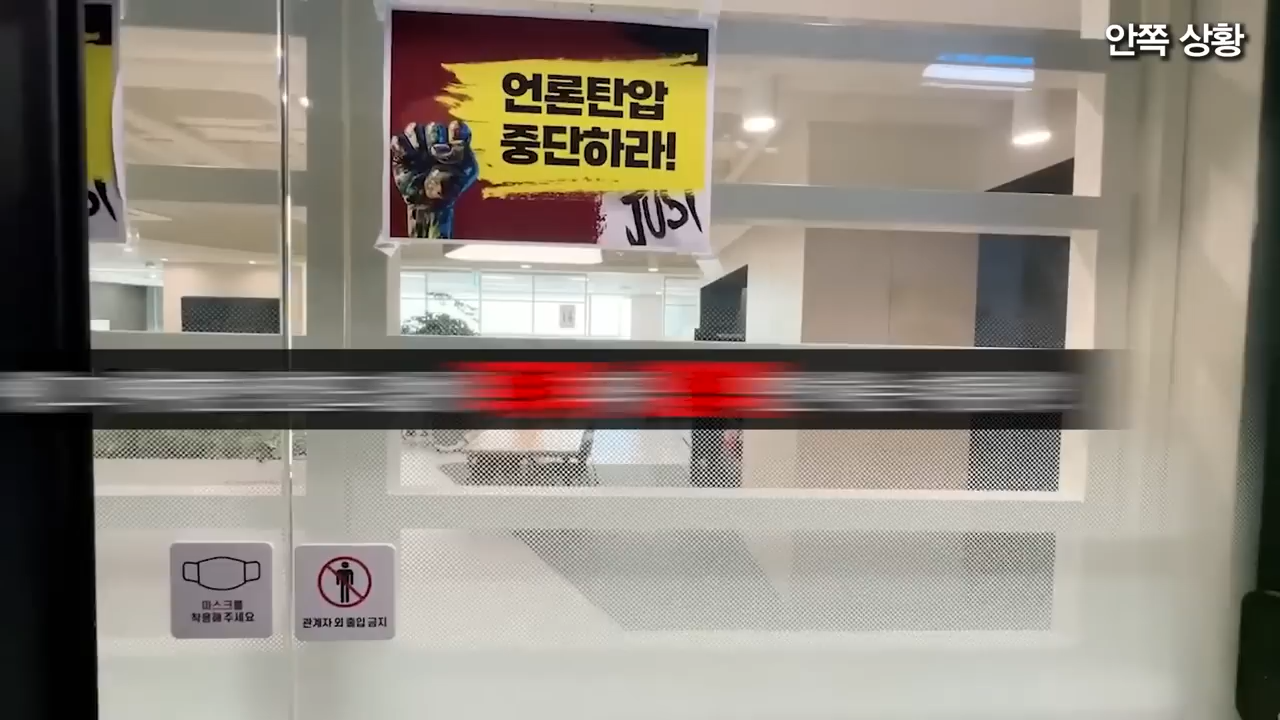 안쪽 상황
언론탄압
중단하라!
마스크를
착용해 주세요
관계자 외 출입 금지